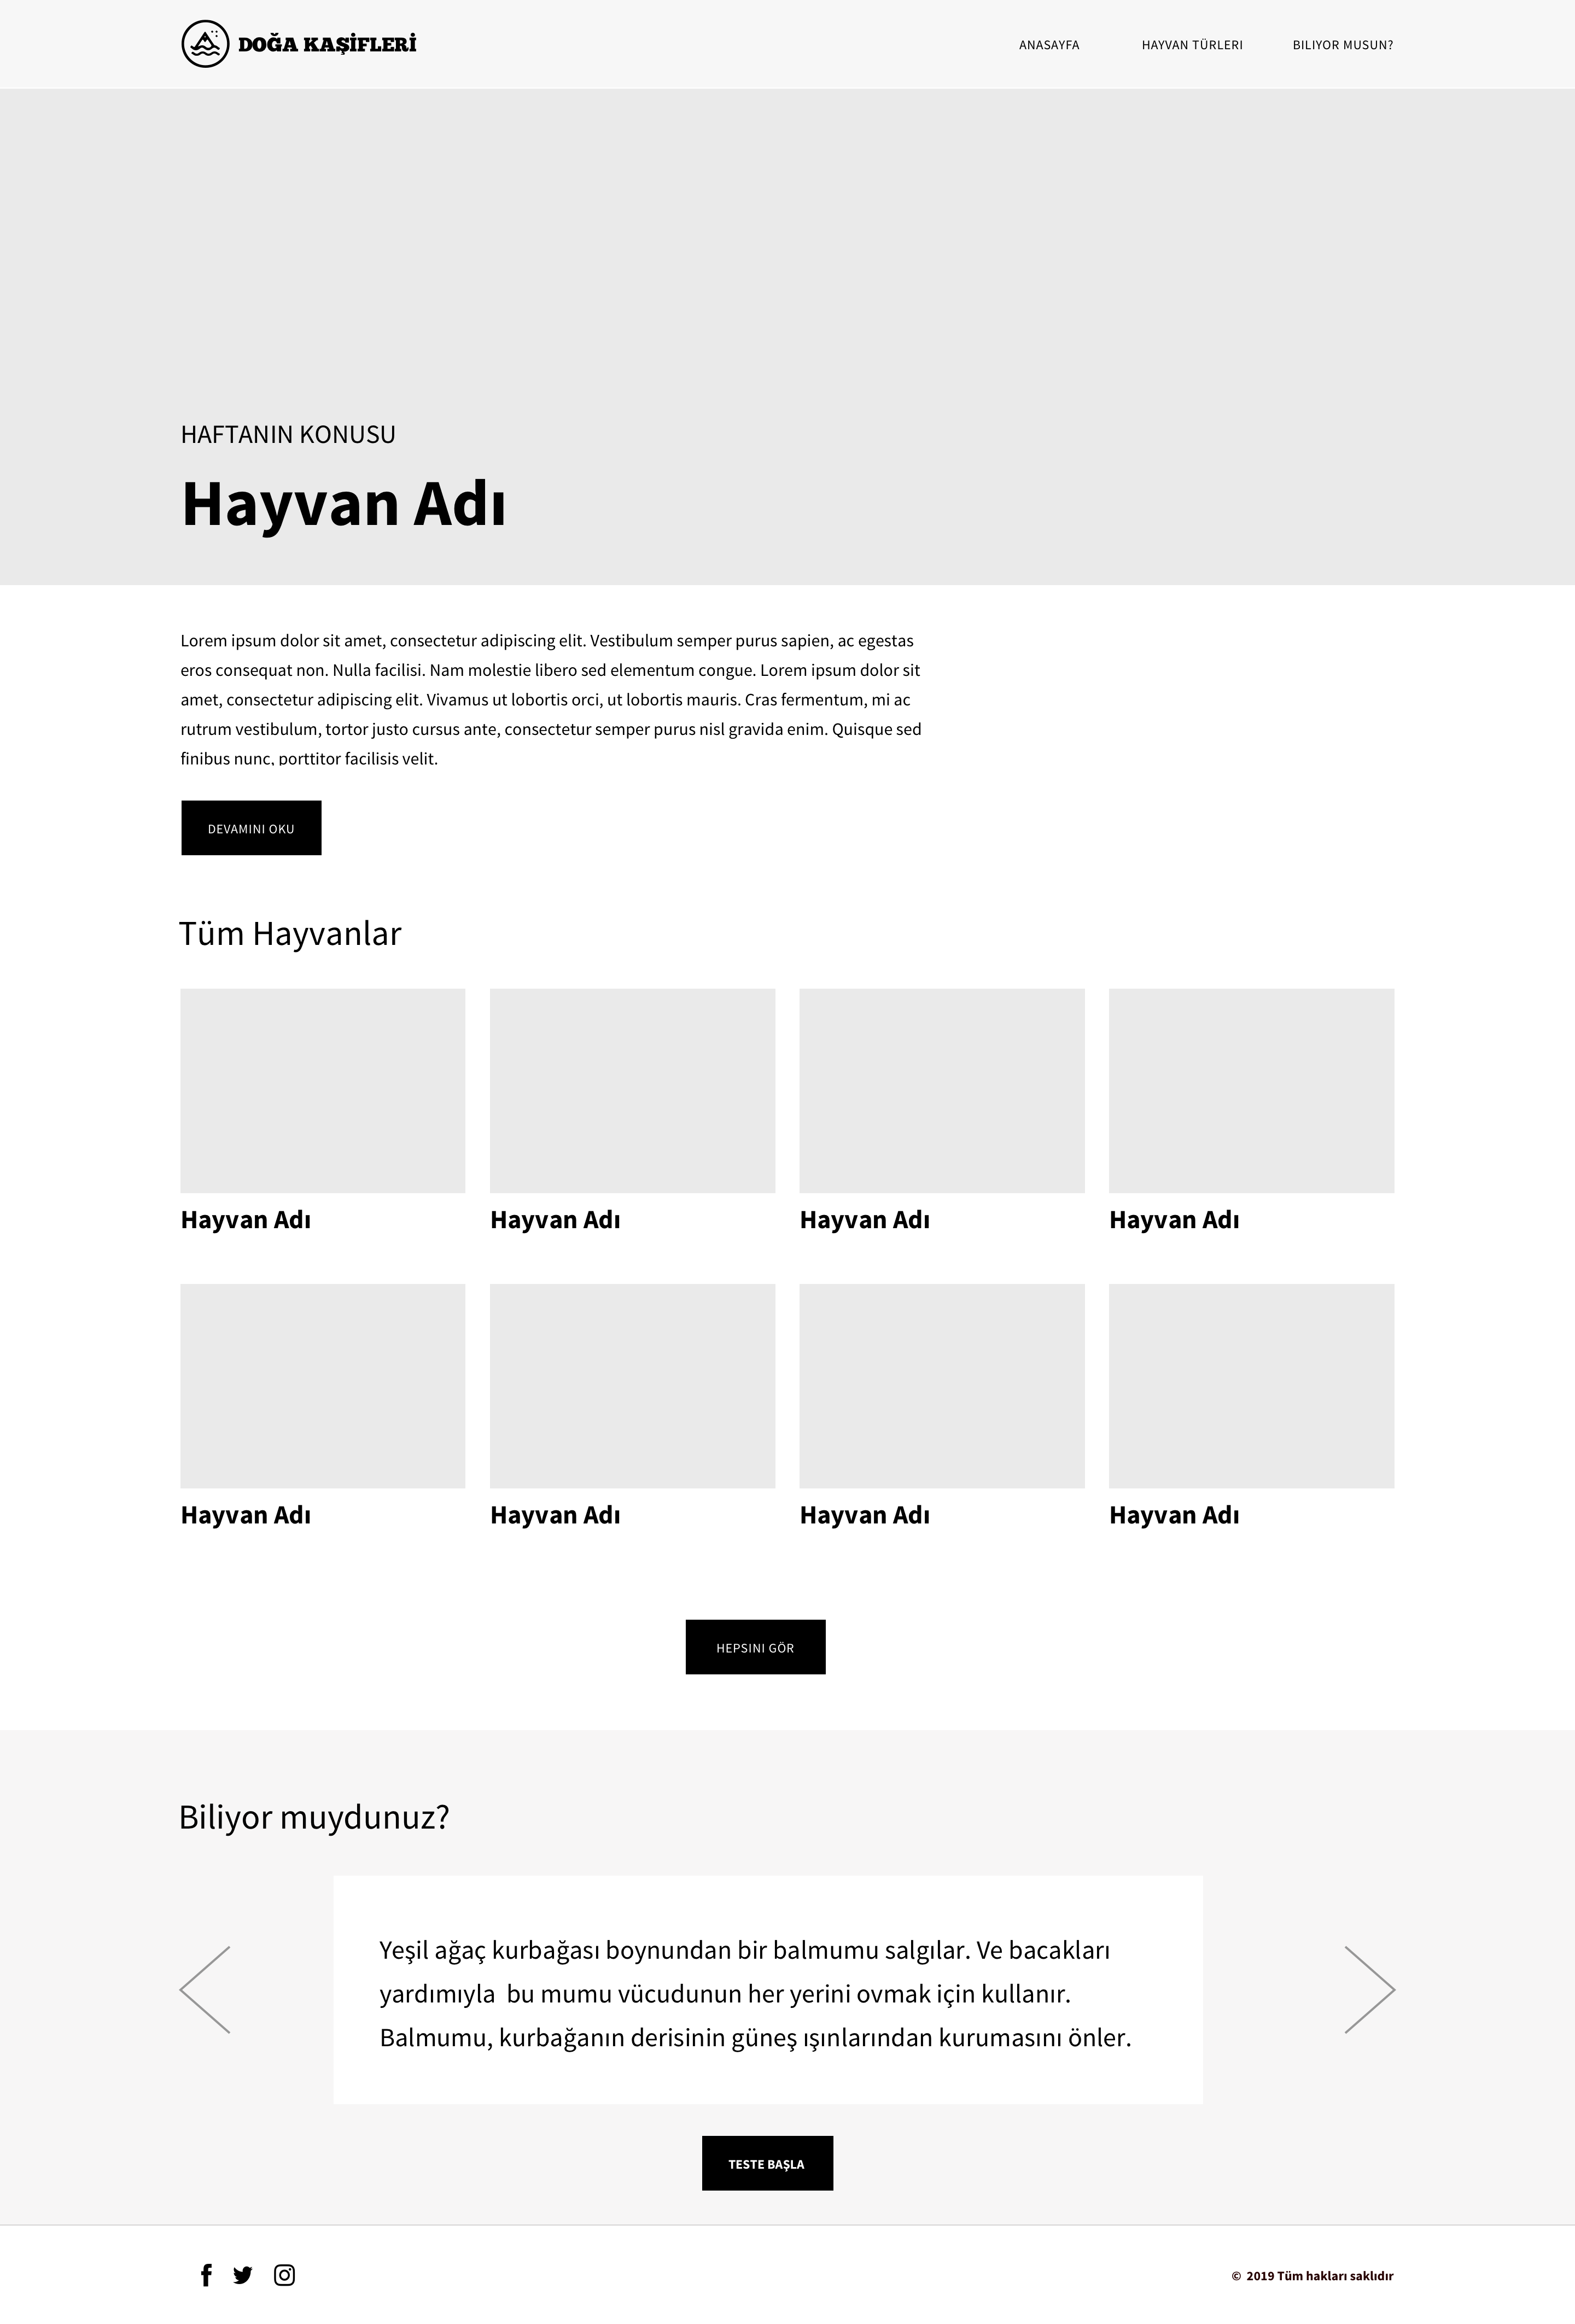 DOĞA KAŞİFLERİ
ANASAYFA
HAYVAN TÜRLERI
BILIYOR MUSUN?
HAFTANIN KONUSU
Hayvan Adı
Lorem ipsum dolor sit amet, consectetur adipiscing elit. Vestibulum semper purus sapien, ac egestas
eros consequat non. Nulla facilisi. Nam molestie libero sed elementum congue. Lorem ipsum dolor sit
amet, consectetur adipiscing elit. Vivamus ut lobortis orci, ut lobortis mauris. Cras fermentum, mi ac
rutrum vestibulum, tortor justo cursus ante, consectetur semper purus nisl gravida enim. Quisque sed
finibus nunc, porttitor facilisis velit.
DEVAMINI OKU
Tüm Hayvanlar
Hayvan Adı
Hayvan Adı
Hayvan Adı
Hayvan Adı
Hayvan Adı
Hayvan Adı
Hayvan Adı
Hayvan Adı
HEPSINI GÖR
Biliyor muydunuz?
Yeşil ağaç kurbağası boynundan bir balmumu salgılar. Ve bacakları
yardımıyla  bu mumu vücudunun her yerini ovmak için kullanır.
Balmumu, kurbağanın derisinin güneş ışınlarından kurumasını önler.
TESTE BAŞLA
© 2019 Tüm hakları saklıdır